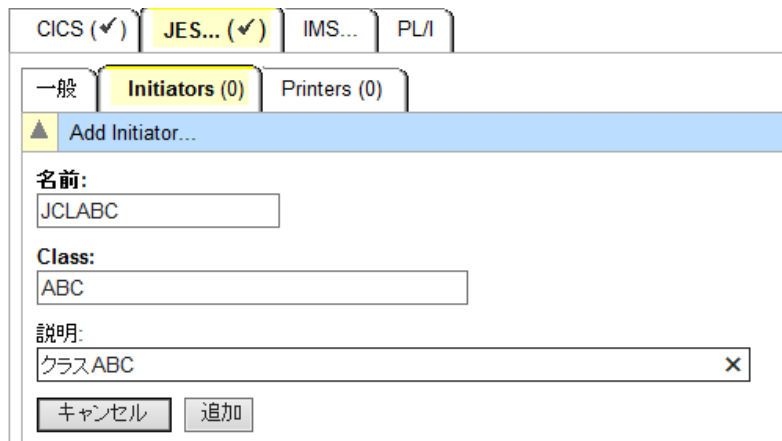 CICS (✔) JES... (✔) IMS... PL/I
一般 Initiators (0) Printers (0)
Add Initiator...
名前:
JCLABC
Class:
ABC
説明:
クラスABC
キャンセル 追加